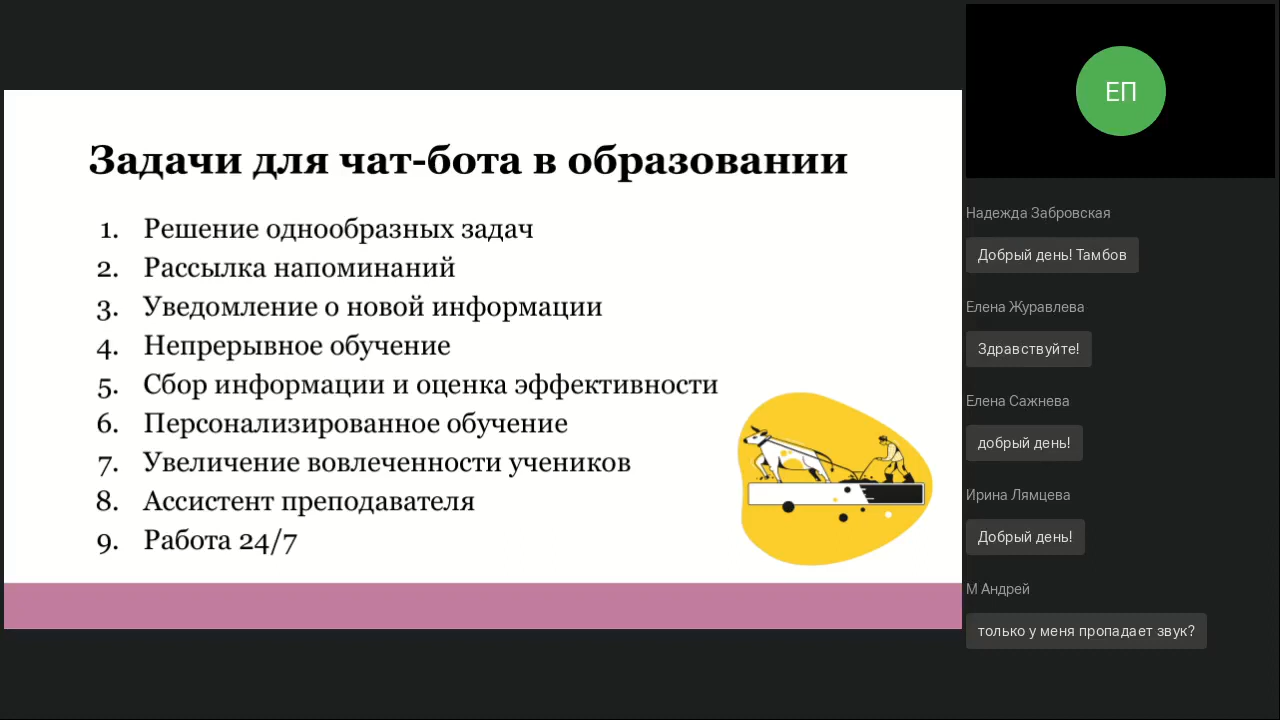 Задачи для чат-бота в образовании
1. Решение однообразных задач
2. Рассылка напоминаний
3. Уведомление о новой информации
4. Непрерывное обучение
5. Сбор информации и оценка эффективности
6. Персонализированное обучение
7. Увеличение вовлеченности учеников
8. Ассистент преподавателя
9. Работа 24/7
ЕП
Надежда Забровская
Добрый день! Тамбов
Елена Журавлева
Здравствуйте!
Елена Сажнева
добрый день!
Ирина Лямцева
Добрый день!
М Андрей
только у меня пропадает звук?